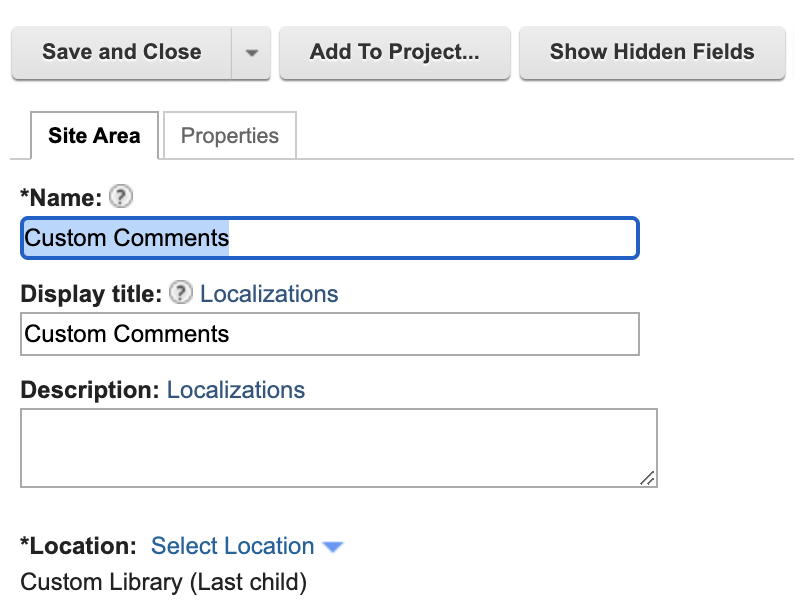 Save and Close Add To Project... Show Hidden Fields
Site Area Properties
*Name: ?
Custom Comments
Display title: ? Localizations
Custom Comments
Description: Localizations
*Location: Select Location
Custom Library (Last child)